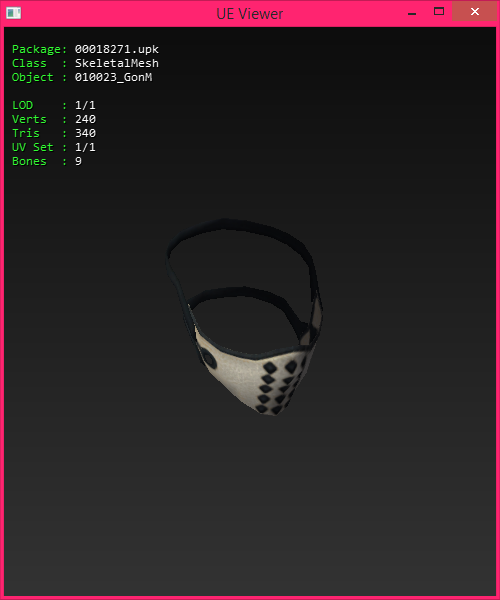 UE Viewer
Package: 00018271.upk
Class : SkeletalMesh
Object : 010023_GonM
LOD : 1/1
Verts : 240
Tris : 340
UV Set : 1/1
Bones : 9